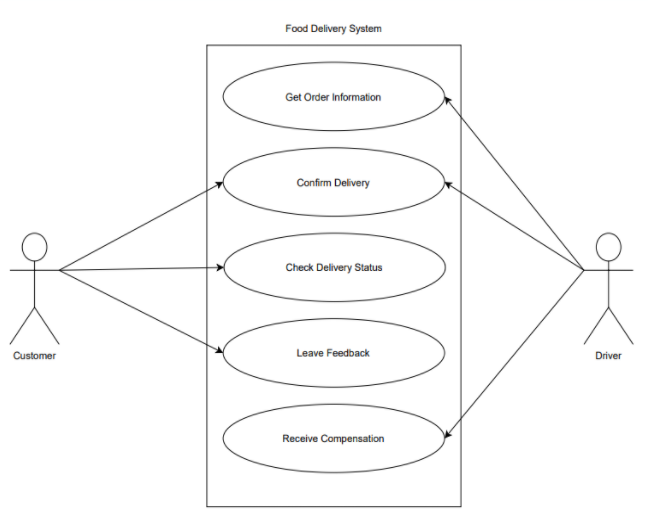 Food Delivery System
Get Order Information
Confirm Delivery
Check Delivery Status
Leave Feedback
Receive Compensation
Customer
Driver